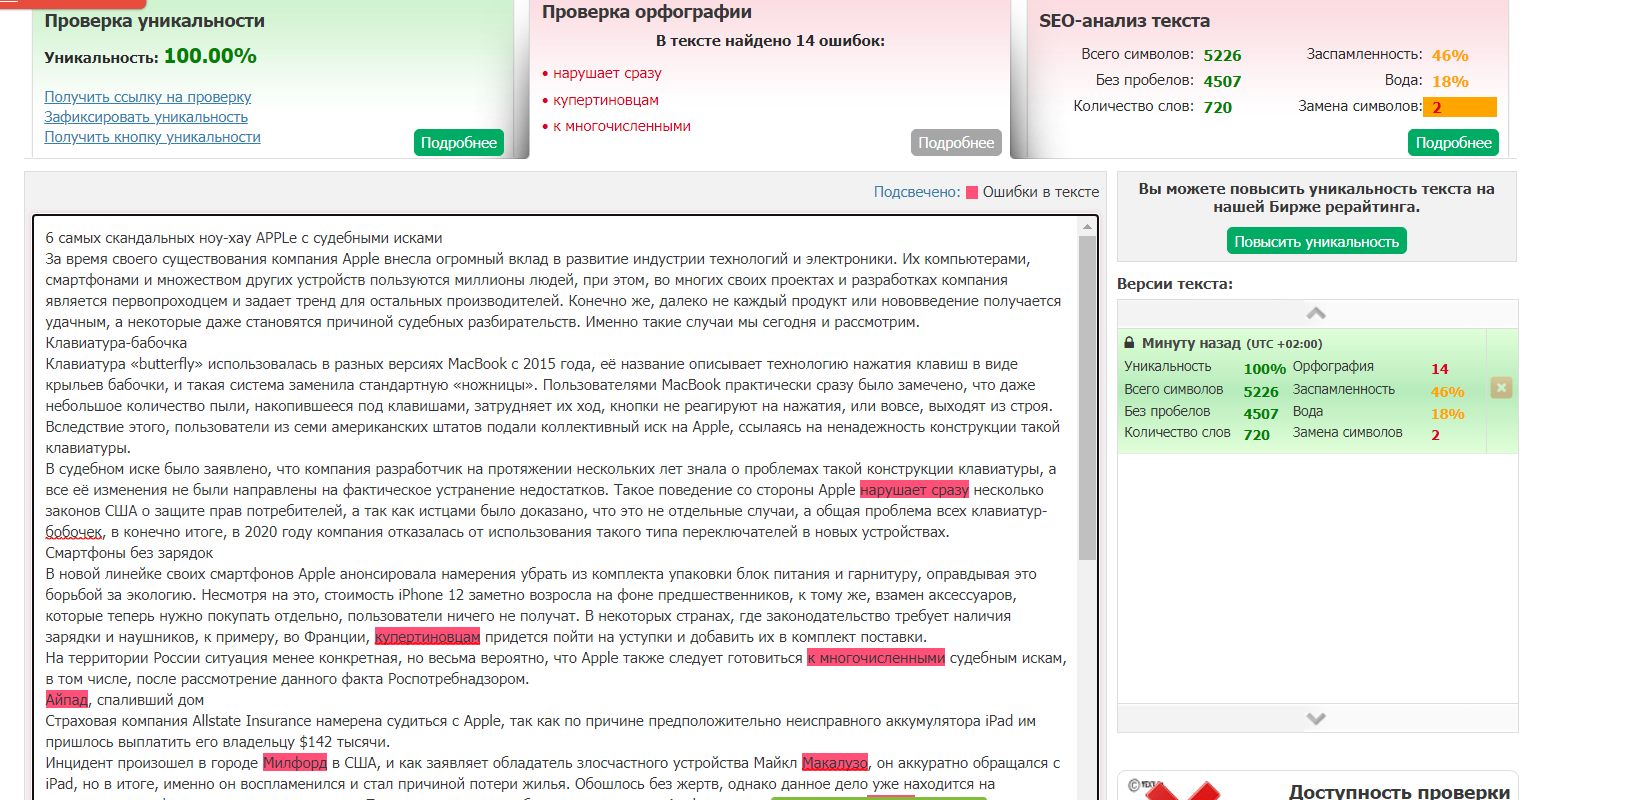 Проверка уникальности
Уникальность: 100.00%
Получить ссылку на проверку
Зафиксировать уникальность
Получить кнопку уникальности
Подробнее
Проверка орфографии
В тексте найдено 14 ошибок:
• нарушает сразу
• купертиновцам
• к многочисленными
Подробнее
SEO-анализ текста
Всего символов: 5226
Без пробелов: 4507
Количество слов: 720
Заспамленность: 46%
Вода: 18%
Замена символов: 2
Подробнее
Подсвечено: Ошибки в тексте
6 самых скандальных ноу-хау APPLe с судебными исками
За время своего существования компания Apple внесла огромный вклад в развитие индустрии технологий и электроники. Их компьютерами,
смартфонами и множеством других устройств пользуются миллионы людей, при этом, во многих своих проектах и разработках компания
является первопроходцем и задает тренд для остальных производителей. Конечно же, далеко не каждый продукт или нововведение получается
удачным, а некоторые даже становятся причиной судебных разбирательств. Именно такие случаи мы сегодня и рассмотрим.
Клавиатура-бабочка
Клавиатура «butterfly» использовалась в разных версиях MacBook с 2015 года, её название описывает технологию нажатия клавиш в виде
крыльев бабочки, и такая система заменила стандартную «ножницы». Пользователями MacBook практически сразу было замечено, что даже
небольшое количество пыли, накопившееся под клавишами, затрудняет их ход, кнопки не реагируют на нажатия, или вовсе, выходят из строя.
Вследствие этого, пользователи из семи американских штатов подали коллективный иск на Apple, ссылаясь на ненадежность конструкции такой
клавиатуры.
В судебном иске было заявлено, что компания разработчик на протяжении нескольких лет знала о проблемах такой конструкции клавиатуры, а
все её изменения не были направлены на фактическое устранение недостатков. Такое поведение со стороны Apple нарушает сразу несколько
законов США о защите прав потребителей, а так как истцами было доказано, что это не отдельные случаи, а общая проблема всех клавиатур-
бобочек, в конечно итоге, в 2020 году компания отказалась от использования такого типа переключателей в новых устройствах.
Смартфоны без зарядок
В новой линейке своих смартфонов Apple анонсировала намерения убрать из комплекта упаковки блок питания и гарнитуру, оправдывая это
борьбой за экологию. Несмотря на это, стоимость iPhone 12 заметно возросла на фоне предшественников, к тому же, взамен аксессуаров,
которые теперь нужно покупать отдельно, пользователи ничего не получат. В некоторых странах, где законодательство требует наличия
зарядки и наушников, к примеру, во Франции, купертиновцам придется пойти на уступки и добавить их в комплект поставки.
На территории России ситуация менее конкретная, но весьма вероятно, что Apple также следует готовиться к многочисленными судебным искам,
в том числе, после рассмотрение данного факта Роспотребнадзором.
Айпад, спаливший дом
Страховая компания Allstate Insurance намерена судиться с Apple, так как по причине предположительно неисправного аккумулятора iPad им
пришлось выплатить его владельцу $142 тысячи.
Инцидент произошел в городе Милфорд в США, и как заявляет обладатель злосчастного устройства Майкл Макалузо, он аккуратно обращался с
iPad, но в итоге, именно он воспламенился и стал причиной потери жилья. Обошлось без жертв, однако данное дело уже находится на
Вы можете повысить уникальность текста на
нашей Бирже рерайтинга.
Повысить уникальность
Версии текста:
Минуту назад (UTC +02:00)
Уникальность 100% Орфография 14
Всего символов 5226 Заспамленность 46%
Без пробелов 4507 Вода 18%
Количество слов 720 Замена символов 2
Доступность проверки